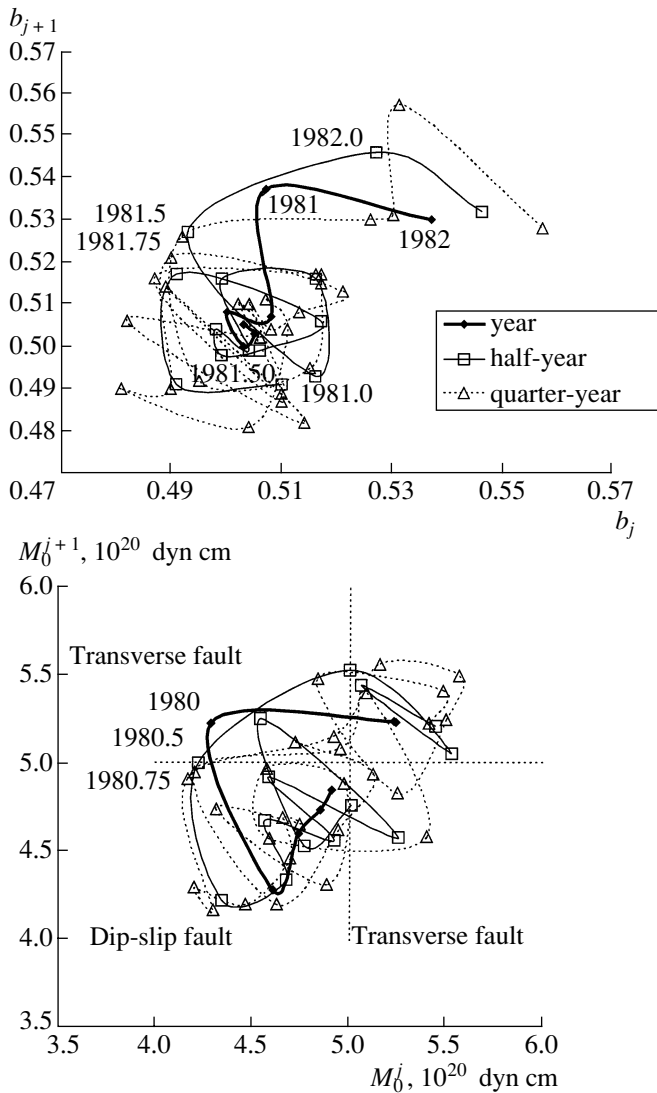 b_{j+1}
0.57
0.56
0.55
0.54
0.53
0.52
0.51
0.50
0.49
0.48
0.47
1982.0
1981.5
1981
1981.75
1982
1981.50
1981.0
year
half-year
quarter-year
0.49 0.51 0.53 0.55 0.57
b_j
M_0^{j+1}, 10^{20} dyn cm
6.0
5.5
5.0
4.5
4.0
3.5
Transverse fault
1980
1980.5
1980.75
Dip-slip fault
Transverse fault
3.5 4.0 4.5 5.0 5.5 6.0
M_0^j, 10^{20} dyn cm